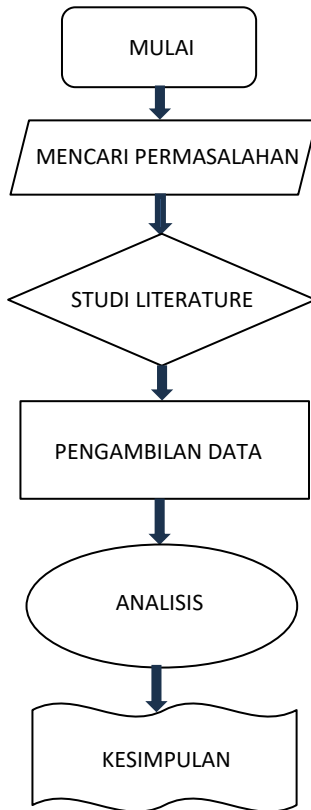 MULAI
MENCARI PERMASALAHAN
STUDI LITERATURE
PENGAMBILAN DATA
ANALISIS
KESIMPULAN